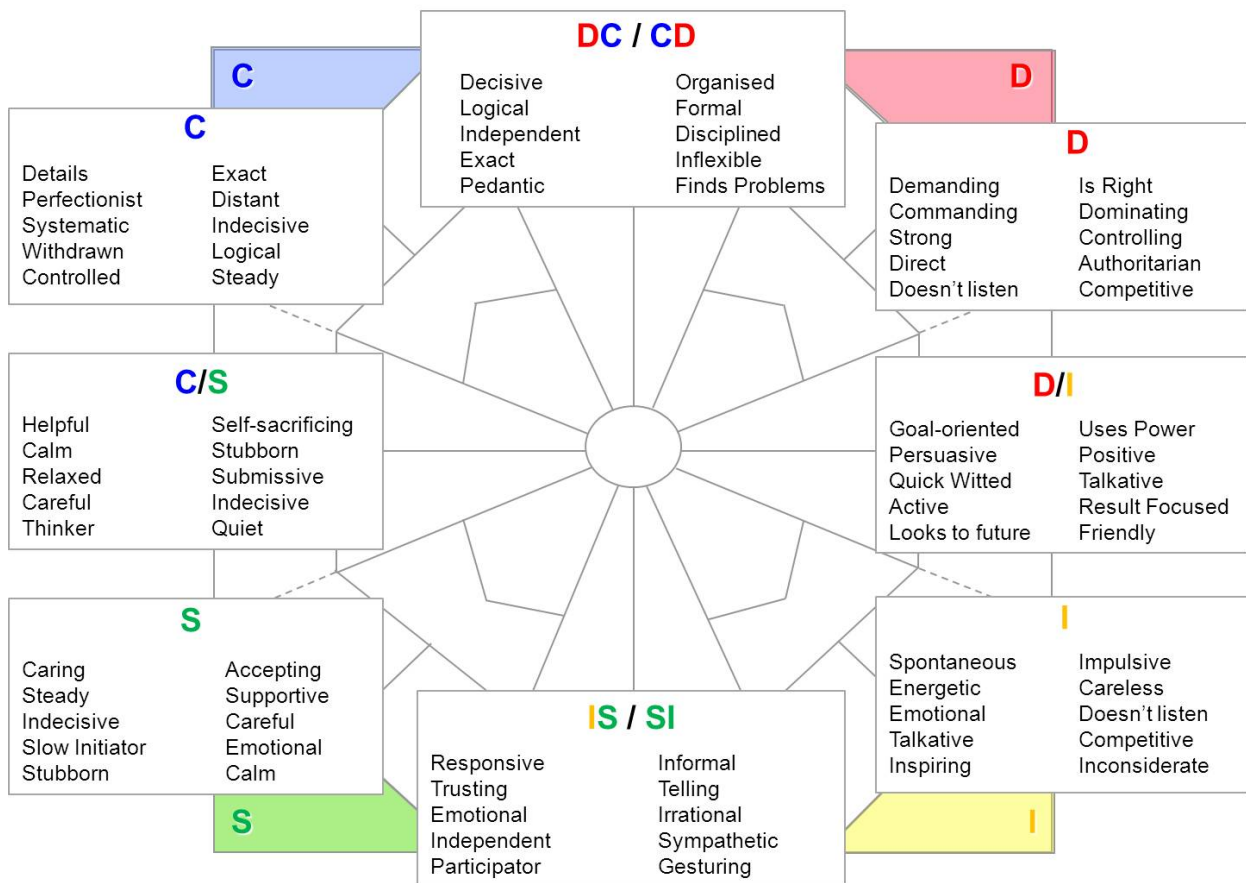 C
D
DC / CD
Decisive Organised
Logical Formal
Independent Disciplined
Exact Inflexible
Pedantic Finds Problems
C
Details Exact
Perfectionist Distant
Systematic Indecisive
Withdrawn Logical
Controlled Steady
D
Demanding Is Right
Commanding Dominating
Strong Controlling
Direct Authoritarian
Doesn’t listen Competitive
C/S
Helpful Self-sacrificing
Calm Stubborn
Relaxed Submissive
Careful Indecisive
Thinker Quiet
D/I
Goal-oriented Uses Power
Persuasive Positive
Quick Witted Talkative
Active Result Focused
Looks to future Friendly
S
Caring Accepting
Steady Supportive
Indecisive Careful
Slow Initiator Emotional
Stubborn Calm
I
Spontaneous Impulsive
Energetic Careless
Emotional Doesn’t listen
Talkative Competitive
Inspiring Inconsiderate
IS / SI
Responsive Informal
Trusting Telling
Emotional Irrational
Independent Sympathetic
Participator Gesturing
S
I